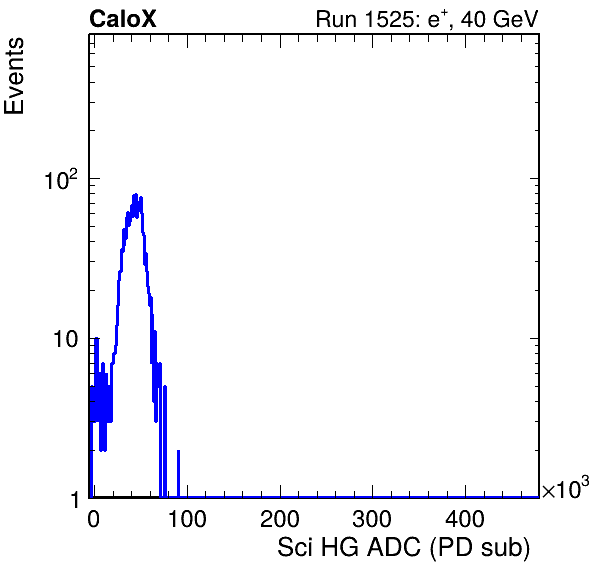 CaloX Run 1525: e⁺, 40 GeV
Events
10²
10
1
0 100 200 300 400 ×10³
Sci HG ADC (PD sub)